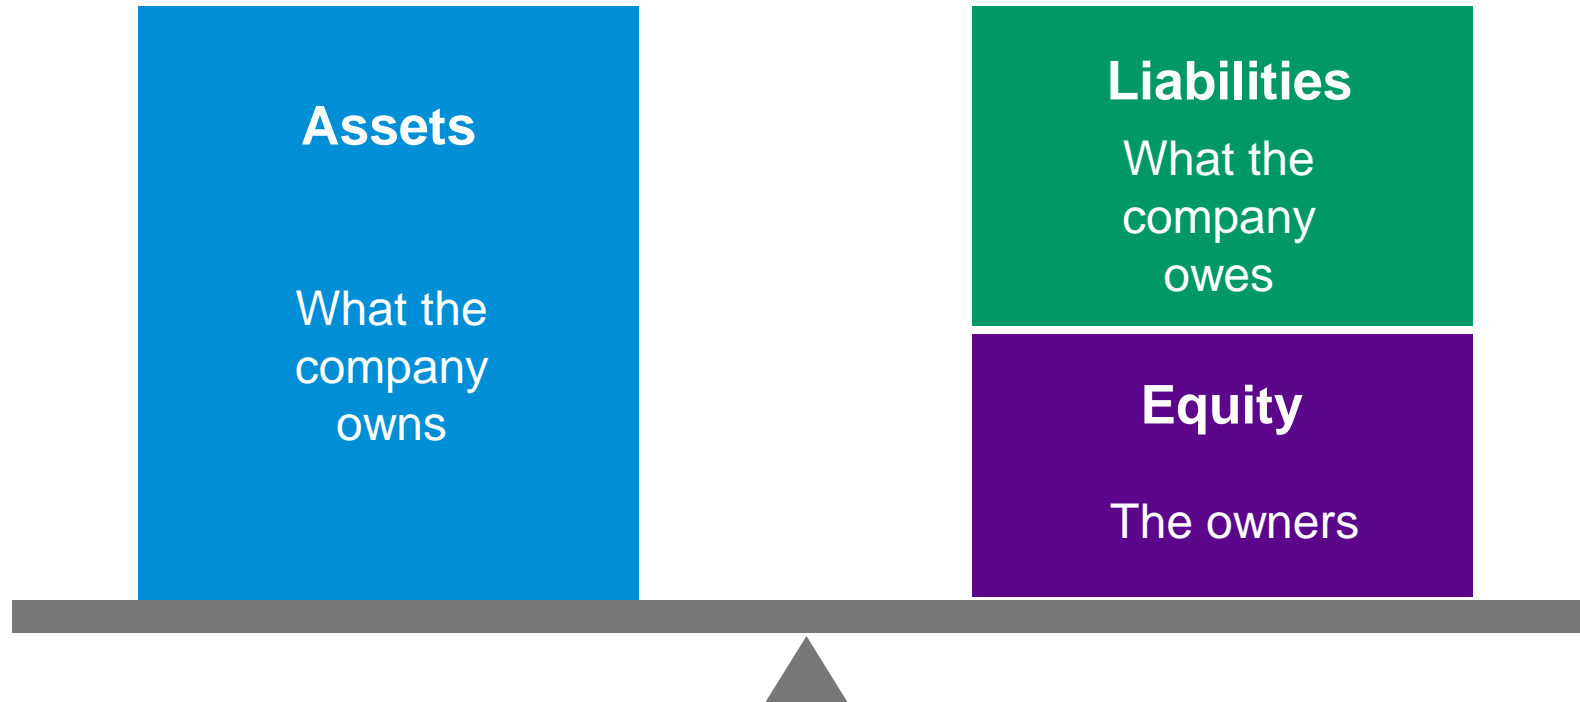 Assets
What the
company
owns
Liabilities
What the
company
owes
Equity
The owners